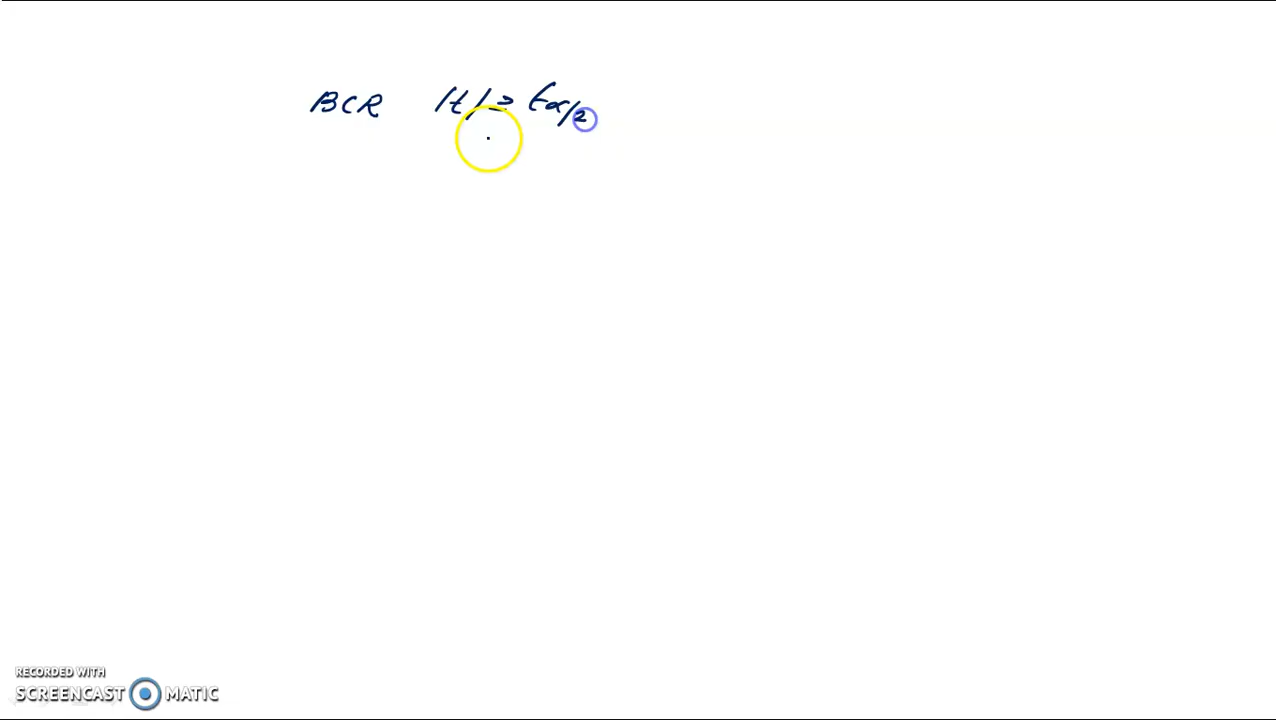 BCR |t| ≥ tα/2
RECORDED WITH
SCREENCAST MATIC